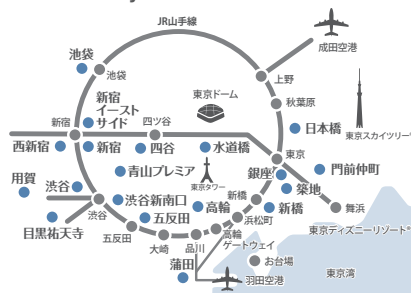 JR山手線
成田空港
池袋
池袋
上野
新宿
イースト
サイド
東京ドーム
秋葉原
新宿
四ツ谷
日本橋
東京スカイツリー®
西新宿
新宿
四谷
水道橋
東京
青山プレミア
東京タワー
銀座
門前仲町
用賀
渋谷
築地
渋谷
渋谷新南口
高輪
新橋
新橋
舞浜
目黒祐天寺
五反田
浜松町
五反田
大崎
品川
高輪
ゲートウェイ
東京ディズニーリゾート®
お台場
蒲田
羽田空港
東京湾